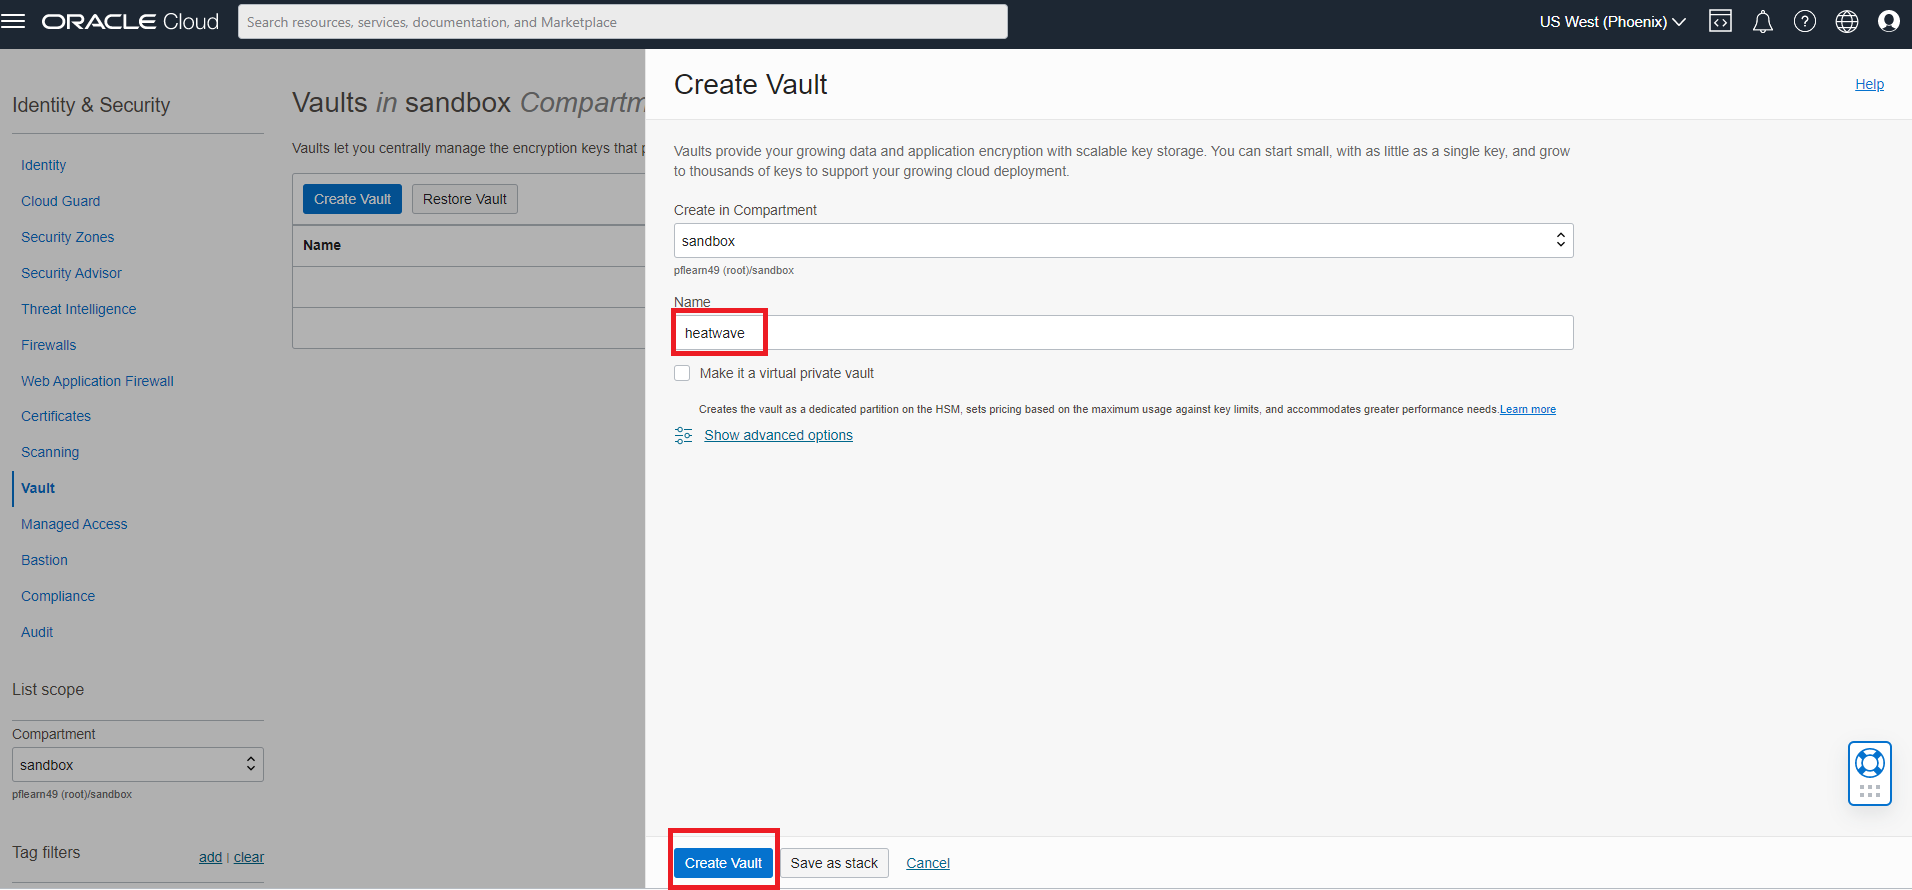 ORACLE Cloud
Search resources, services, documentation, and Marketplace
US West (Phoenix)
Identity & Security
Identity
Cloud Guard
Security Zones
Security Advisor
Threat Intelligence
Firewalls
Web Application Firewall
Certificates
Scanning
Vault
Managed Access
Bastion
Compliance
Audit
List scope
Compartment
sandbox
pflearn49 (root)/sandbox
Tag filters
add | clear
Vaults in sandbox Compartm
Vaults let you centrally manage the encryption keys that p
Create Vault
Restore Vault
Name
Create Vault
Help
Vaults provide your growing data and application encryption with scalable key storage. You can start small, with as little as a single key, and grow
to thousands of keys to support your growing cloud deployment.
Create in Compartment
sandbox
pflearn49 (root)/sandbox
Name
heatwave
Make it a virtual private vault
Creates the vault as a dedicated partition on the HSM, sets pricing based on the maximum usage against key limits, and accommodates greater performance needs.Learn more
Show advanced options
Create Vault
Save as stack
Cancel